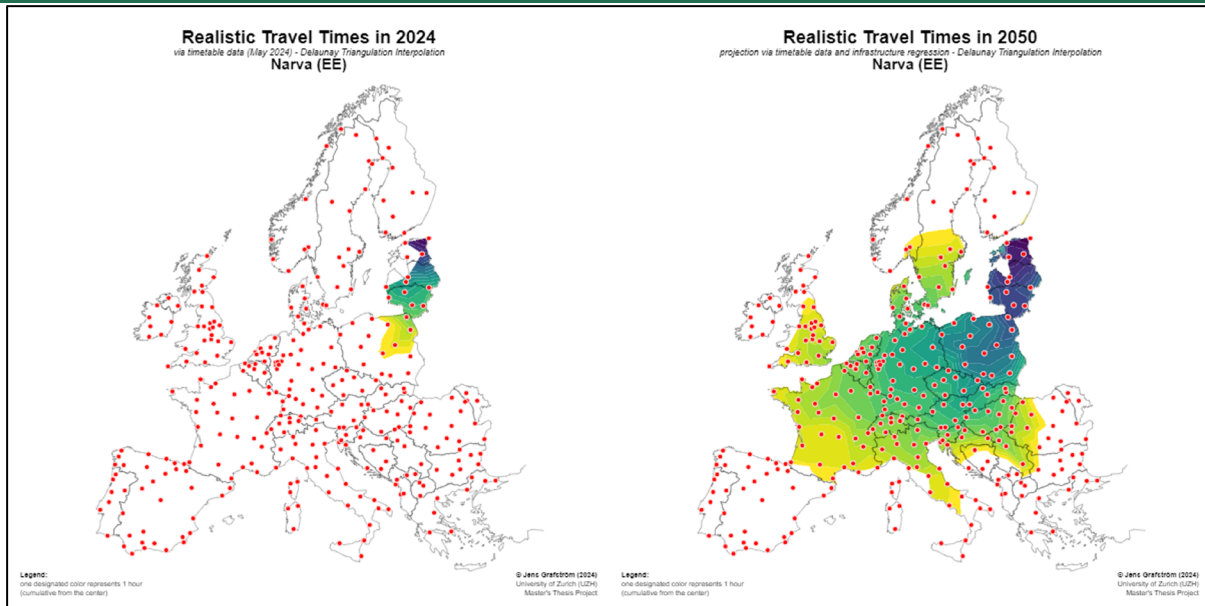 Realistic Travel Times in 2024
via timetable data (May 2024) - Delaunay Triangulation Interpolation
Narva (EE)
Legend:
one designated color represents 1 hour
(cumulative from the center)
© Jens Grafström (2024)
University of Zurich (UZH)
Master's Thesis Project
Realistic Travel Times in 2050
projection via timetable data and infrastructure regression - Delaunay Triangulation Interpolation
Narva (EE)
Legend:
one designated color represents 1 hour
(cumulative from the center)
© Jens Grafström (2024)
University of Zurich (UZH)
Master's Thesis Project